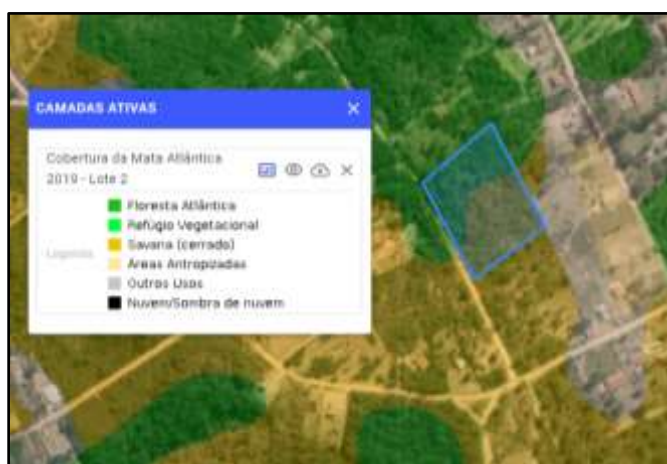 CAMADAS ATIVAS
Cobertura da Mata Atlântica
2019 - Lote 2
Legenda
Floresta Atlântica
Refúgio Vegetacional
Savana (cerrado)
Áreas Antropizadas
Outros Usos
Nuvem/Sombra de nuvem